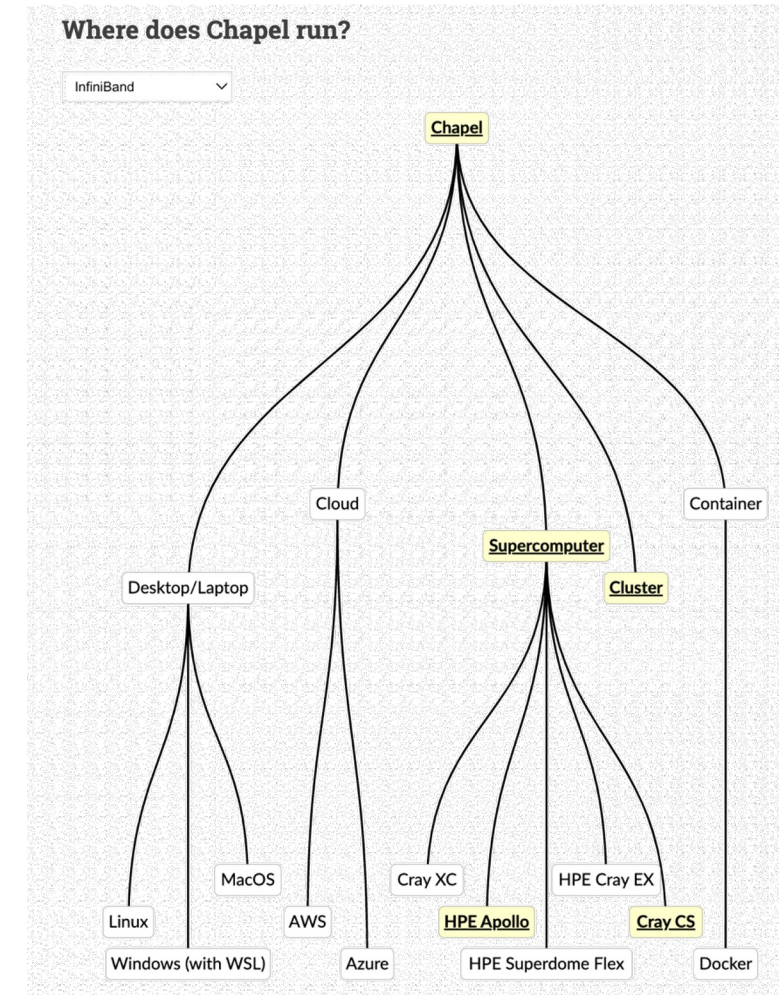 Where does Chapel run?
InfiniBand
Chapel
Cloud
Container
Supercomputer
Desktop/Laptop
Cluster
MacOS
Cray XC
HPE Cray EX
Linux
AWS
HPE Apollo
Cray CS
Windows (with WSL)
Azure
HPE Superdome Flex
Docker